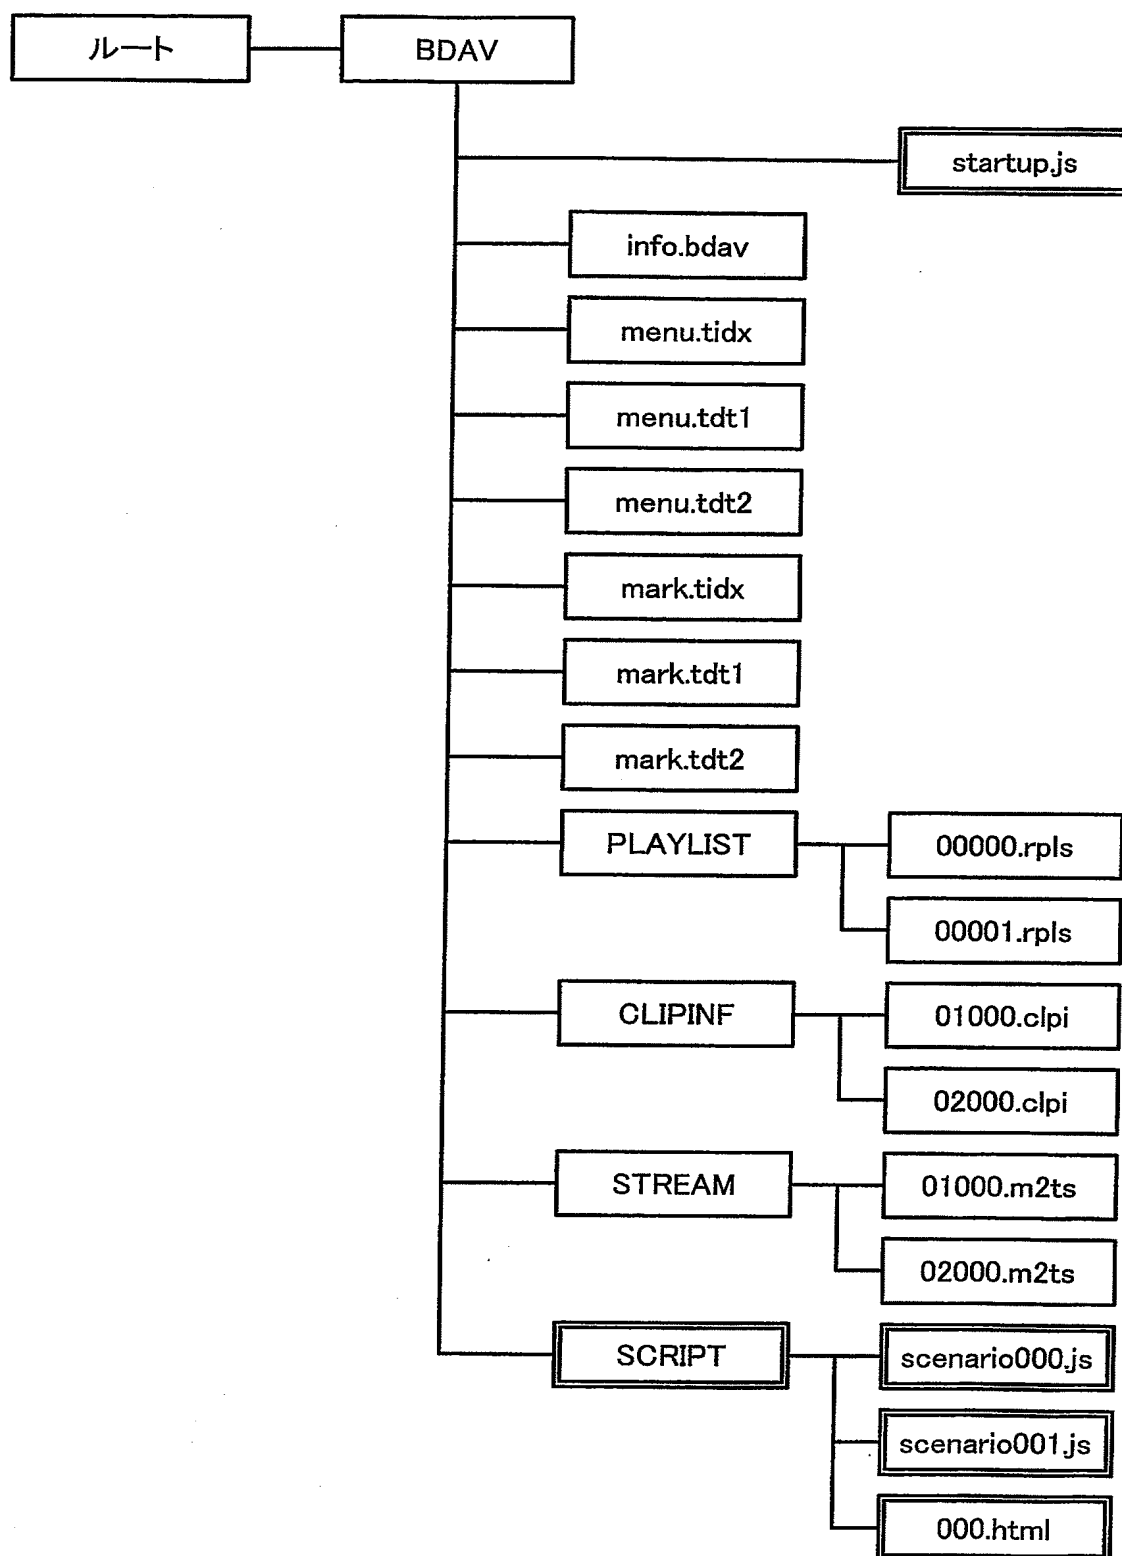 ルート
BDAV
startup.js
info.bdav
menu.tidx
menu.tdt1
menu.tdt2
mark.tidx
mark.tdt1
mark.tdt2
PLAYLIST
00000.rpls
00001.rpls
CLIPINF
01000.clpi
02000.clpi
STREAM
01000.m2ts
02000.m2ts
SCRIPT
scenario000.js
scenario001.js
000.html